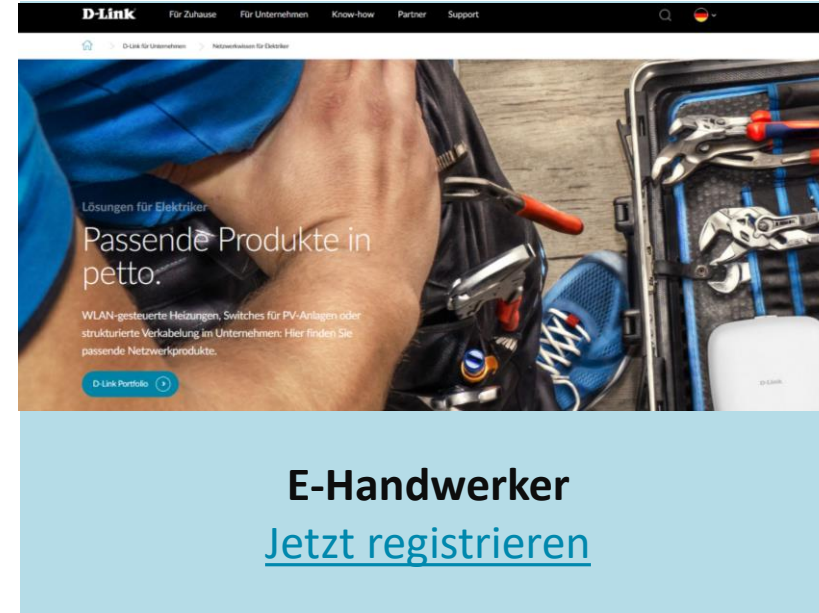 D-Link Für Zuhause Für Unternehmen Know-how Partner Support
D-Link für Unternehmen Netzwerkwissen für Elektriker
Lösungen für Elektriker
Passende Produkte in
petto.
WLAN-gesteuerte Heizungen, Switches für PV-Anlagen oder
strukturierte Verkabelung im Unternehmen: Hier finden Sie
passende Netzwerkprodukte.
D-Link Portfolio
D-Link
E-Handwerker
Jetzt registrieren